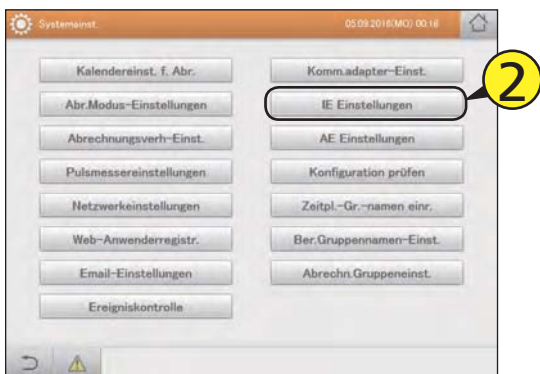 Systemeinst.
05.09.2016(MO) 00:16
Kalendereinst. f. Abr.
Komm.adapter-Einst.
2
Abr.Modus-Einstellungen
IE Einstellungen
Abrechnungsverh-Einst.
AE Einstellungen
Pulsmessereinstellungen
Konfiguration prüfen
Netzwerkeinstellungen
Zeitpl.-Gr.-namen einr.
Web-Anwenderregistr.
Ber.Gruppennamen-Einst.
Email-Einstellungen
Abrechn.Gruppeneinst.
Ereigniskontrolle